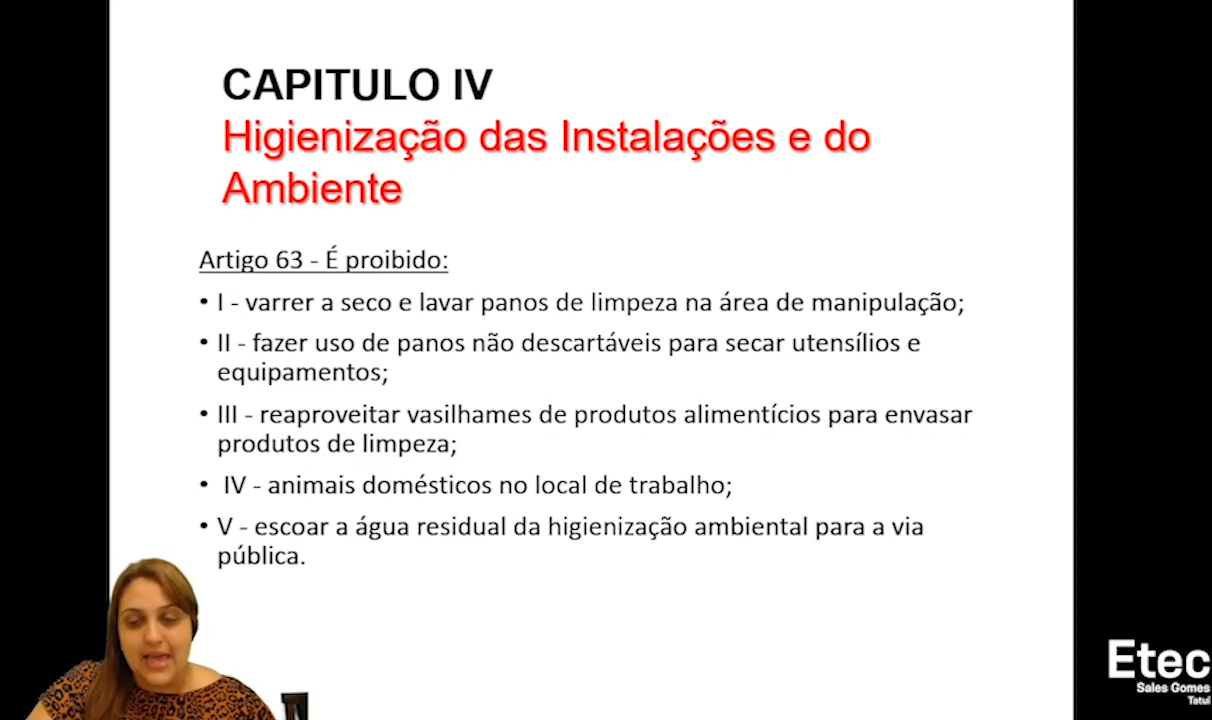 CAPITULO IV
Higienização das Instalações e do
Ambiente
Artigo 63 - É proibido:
• I - varrer a seco e lavar panos de limpeza na área de manipulação;
• II - fazer uso de panos não descartáveis para secar utensílios e
equipamentos;
• III - reaproveitar vasilhames de produtos alimentícios para envasar
produtos de limpeza;
• IV - animais domésticos no local de trabalho;
• V - escoar a água residual da higienização ambiental para a via
pública.
Etec
Sales Gomes
Tatuí